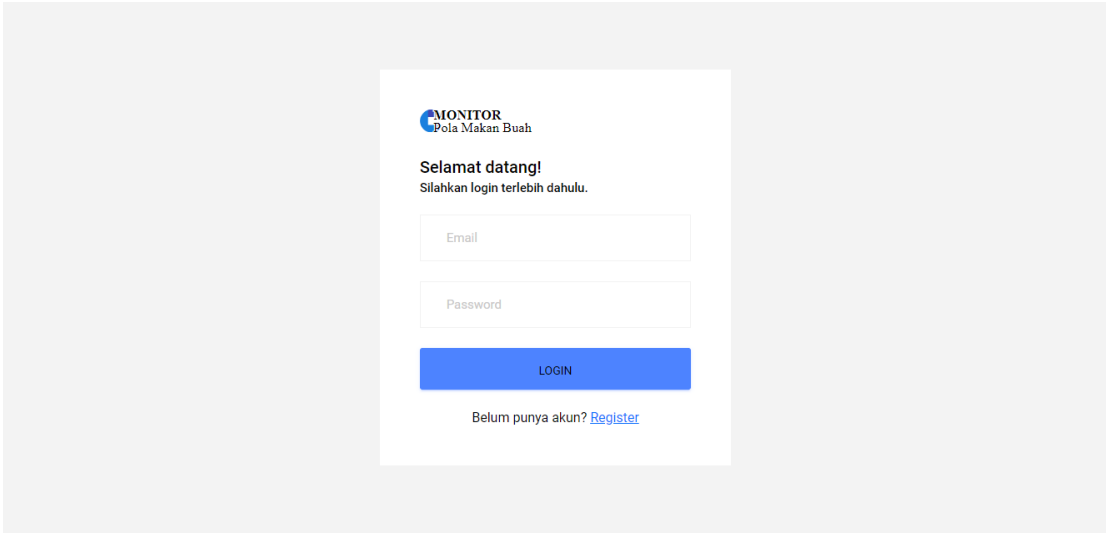 MONITOR
Pola Makan Buah
Selamat datang!
Silahkan login terlebih dahulu.
Email
Password
LOGIN
Belum punya akun? Register